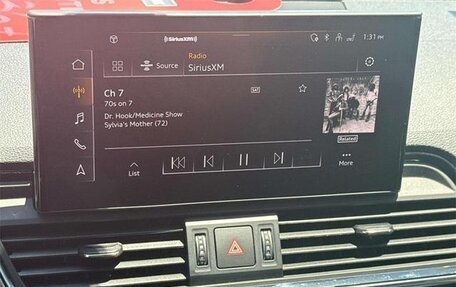 ((SiriusXM))
1:31 PM
Radio
Source
SiriusXM
Ch 7
70s on 7
Dr. Hook/Medicine Show
Sylvia's Mother (72)
Related
List
More